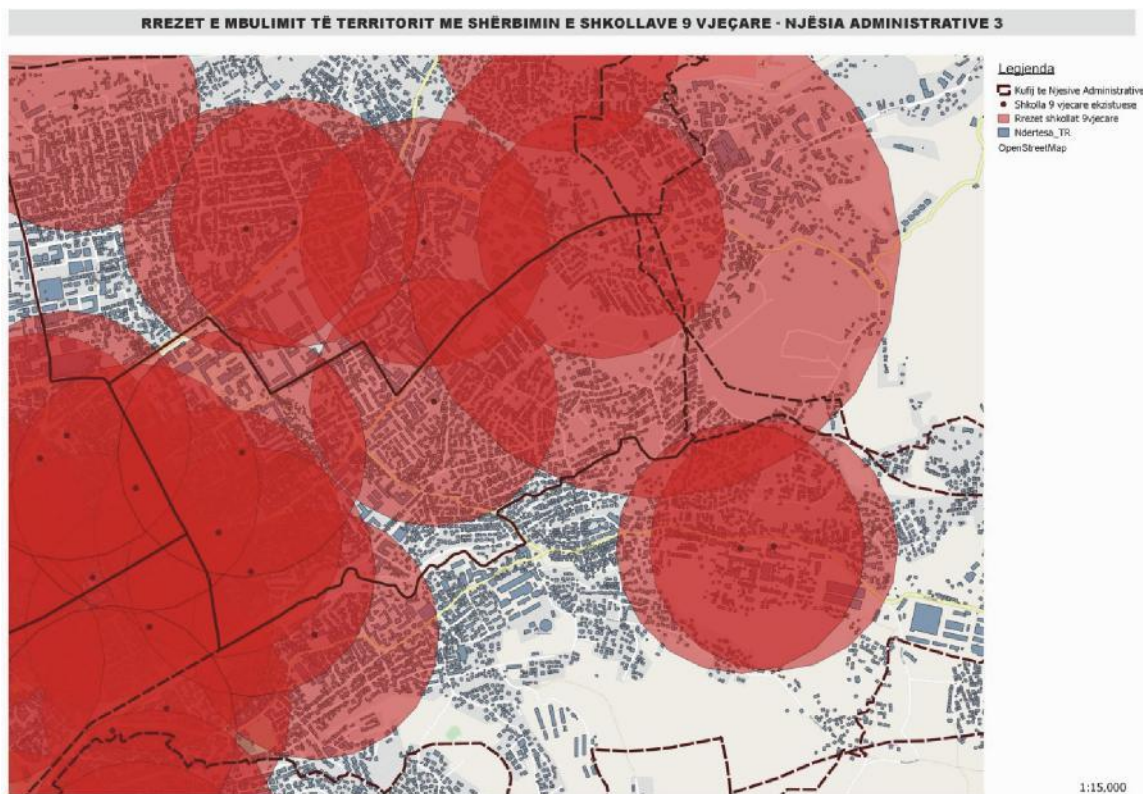 RREZET E MBULIMIT TË TERRITORIT ME SHËRBIMIN E SHKOLLAVE 9 VJEÇARE - NJËSIA ADMINISTRATIVE 3
Legjenda
Kufij te Njesive Administrative
Shkolla 9 vjecare ekzistuese
Rrezet shkollat 9vjecare
Ndertesa_TR
OpenStreetMap
1:15,000